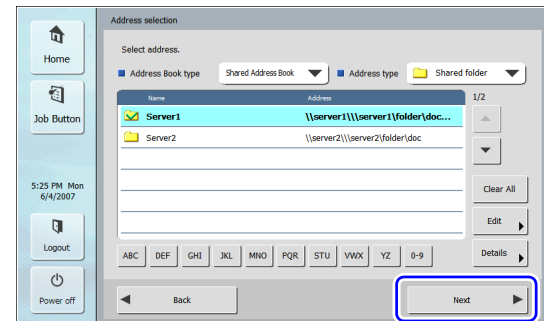 Address selection
Home
Select address.
Address Book type
Shared Address Book
Address type
Shared folder
Job Button
Name
Address
1/2
Server1
\\server1\\\server1\folder\doc...
Server2
\\server2\\\server2\folder\doc
5:25 PM Mon
6/4/2007
Clear All
Edit
Logout
ABC DEF GHI JKL MNO PQR STU VWX YZ 0-9
Details
Power off
Back
Next